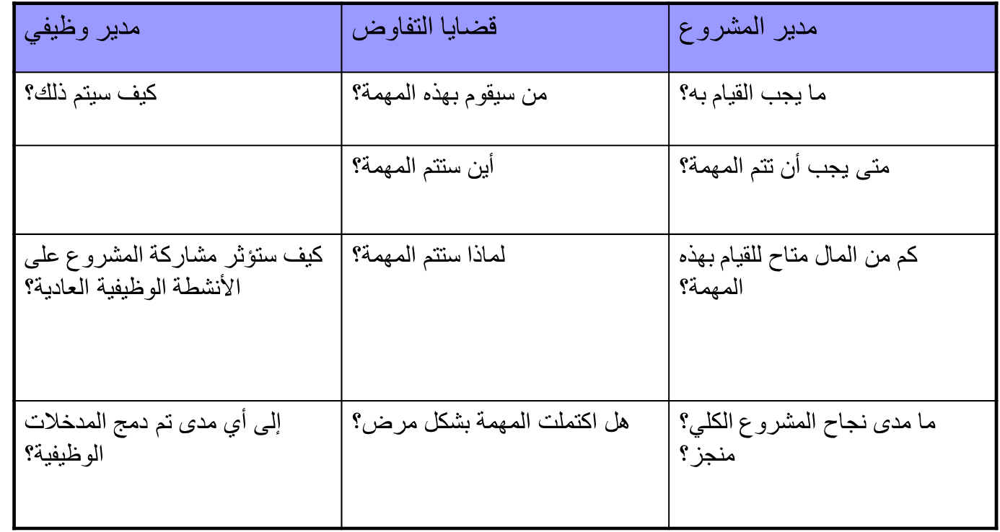 مدير المشروع
قضايا التفاوض
مدير وظيفي
ما يجب القيام به؟
من سيقوم بهذه المهمة؟
كيف سيتم ذلك؟
متى يجب أن تتم المهمة؟
أين ستتم المهمة؟
كم من المال متاح للقيام بهذه
المهمة؟
لماذا ستتم المهمة؟
كيف ستؤثر مشاركة المشروع على
الأنشطة الوظيفية العادية؟
ما مدى نجاح المشروع الكلي؟
منجز؟
هل اكتملت المهمة بشكل مرض؟
إلى أي مدى تم دمج المدخلات
الوظيفية؟